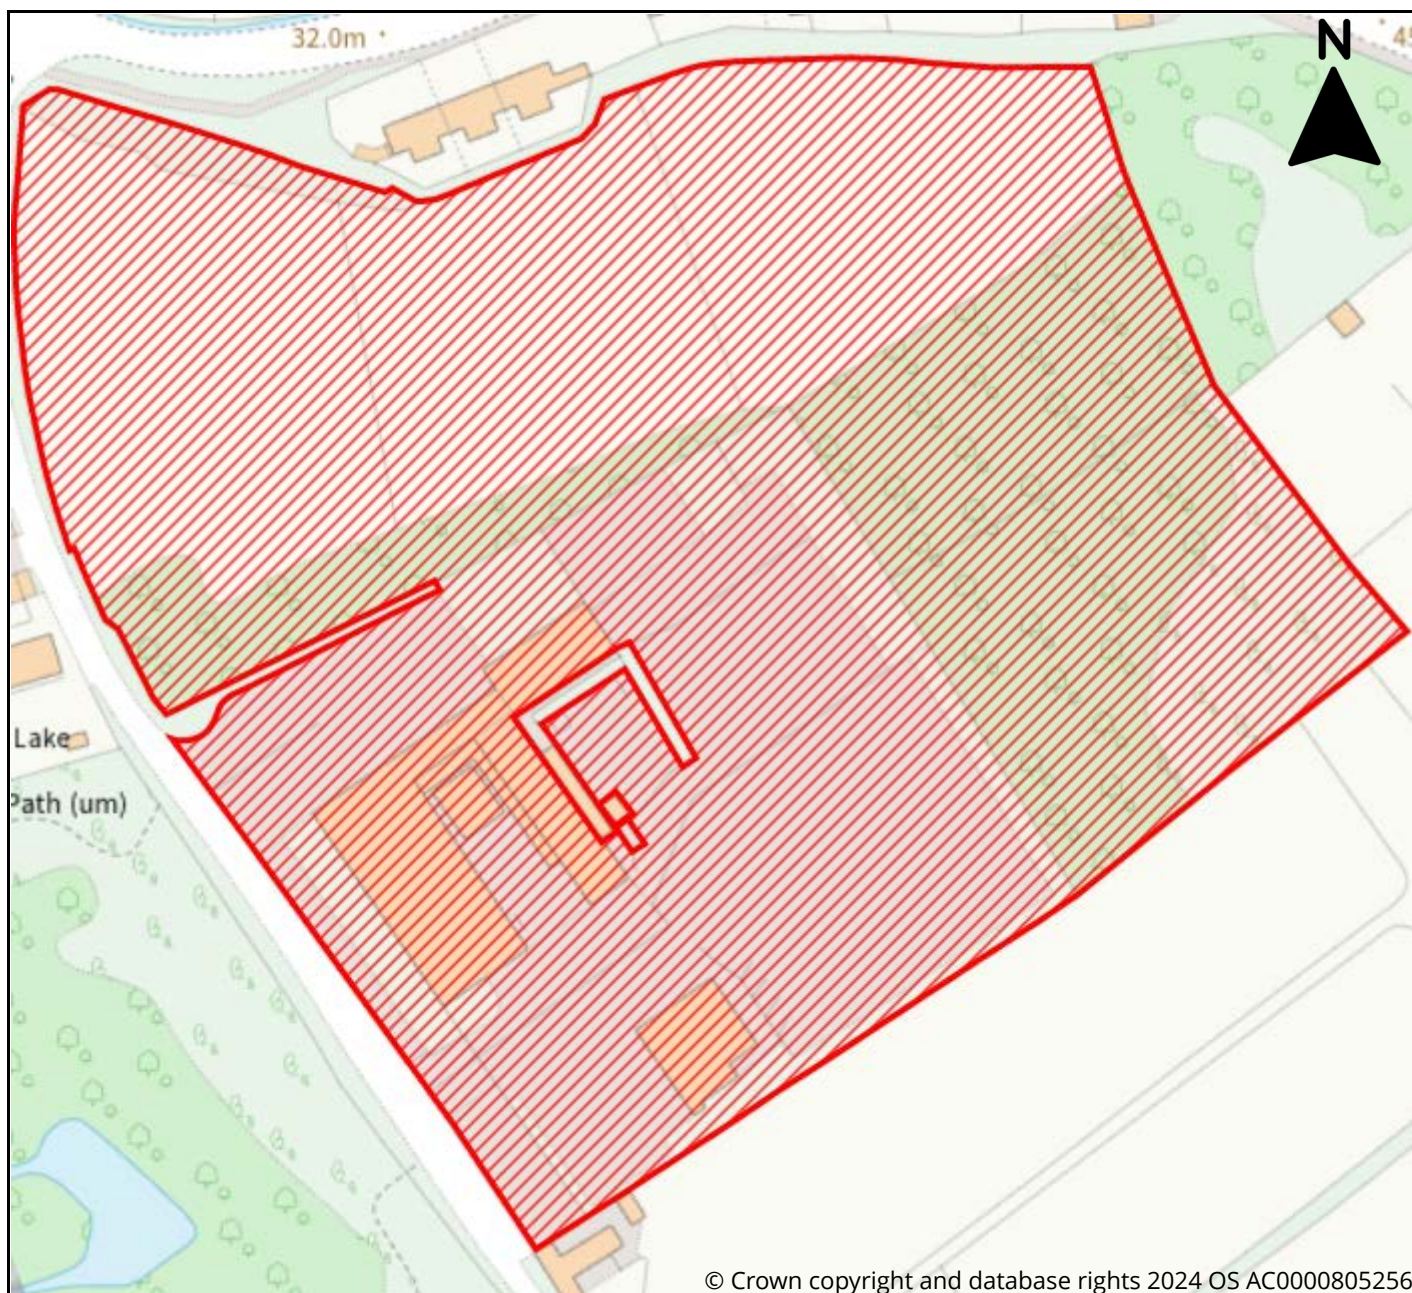 32.0m
N
Lake
Path (um)
© Crown copyright and database rights 2024 OS AC0000805256